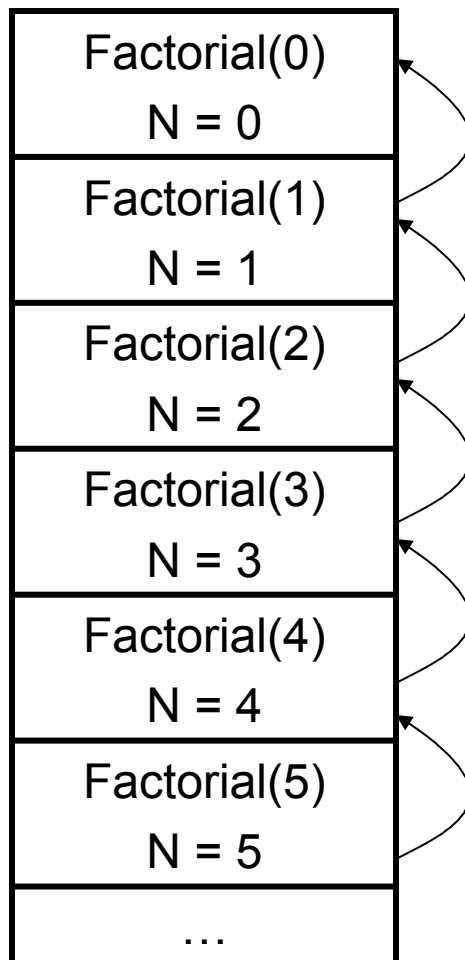 Factorial(0)
N = 0
Factorial(1)
N = 1
Factorial(2)
N = 2
Factorial(3)
N = 3
Factorial(4)
N = 4
Factorial(5)
N = 5
…